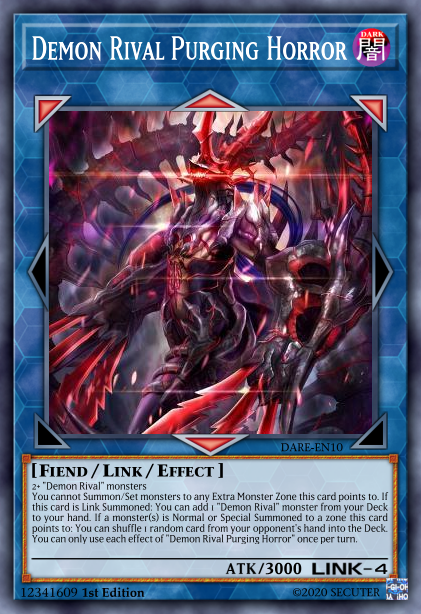 DEMON RIVAL PURGING HORROR
DARK
闇
DARE-EN10
[FIEND / LINK / EFFECT ]
2+ "Demon Rival" monsters
You cannot Summon/Set monsters to any Extra Monster Zone this card points to. If
this card is Link Summoned: You can add 1 "Demon Rival" monster from your Deck
to your hand. If a monster(s) is Normal or Special Summoned to a zone this card
points to: You can shuffle 1 random card from your opponent's hand into the Deck.
You can only use each effect of "Demon Rival Purging Horror" once per turn.
ATK/3000 LINK-4
12341609 1st Edition
©2020 SECUTER